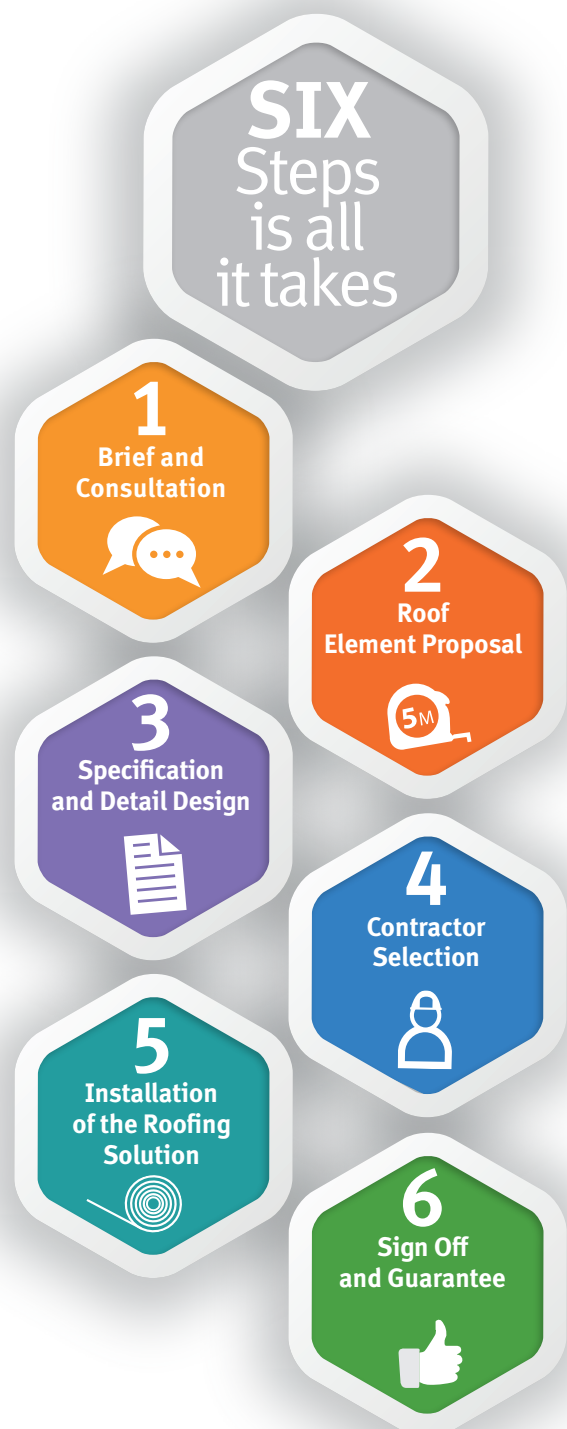 SIX
Steps
is all
it takes
1
Brief and
Consultation
2
Roof
Element Proposal
5M
3
Specification
and Detail Design
4
Contractor
Selection
5
Installation
of the Roofing
Solution
6
Sign Off
and Guarantee